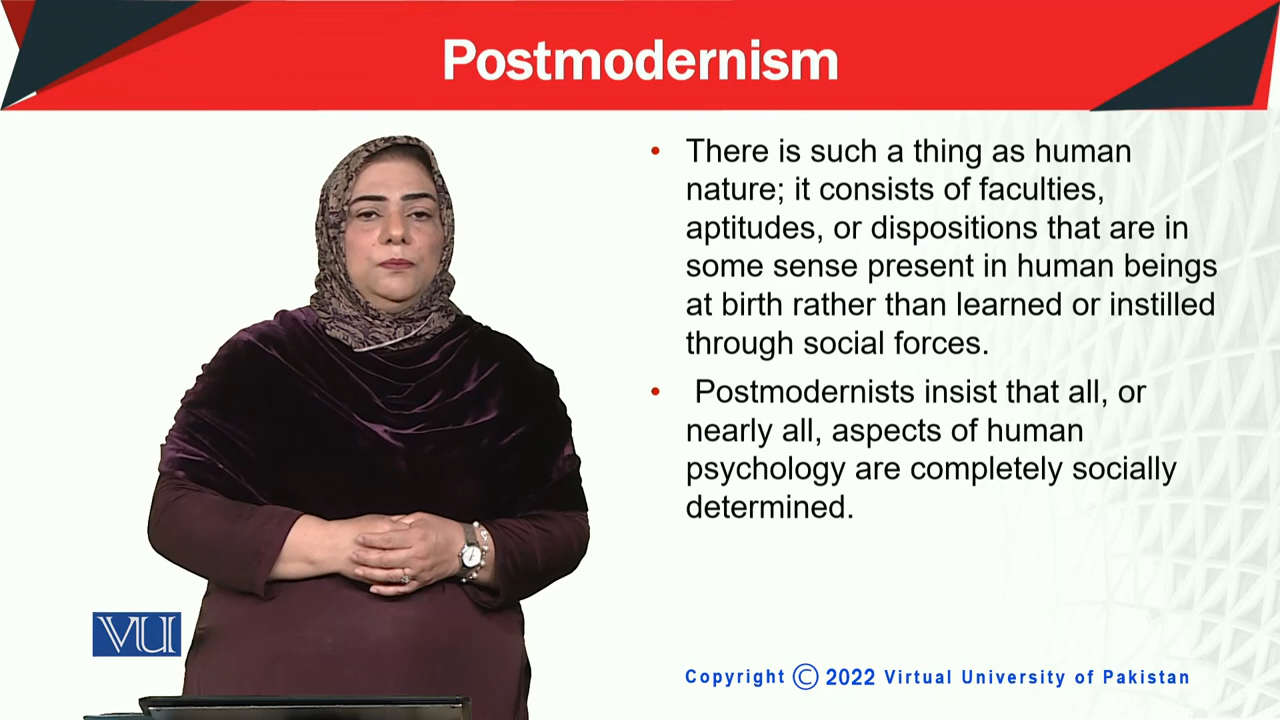 Postmodernism
• There is such a thing as human
nature; it consists of faculties,
aptitudes, or dispositions that are in
some sense present in human beings
at birth rather than learned or instilled
through social forces.
• Postmodernists insist that all, or
nearly all, aspects of human
psychology are completely socially
determined.
VU
Copyright © 2022 Virtual University of Pakistan